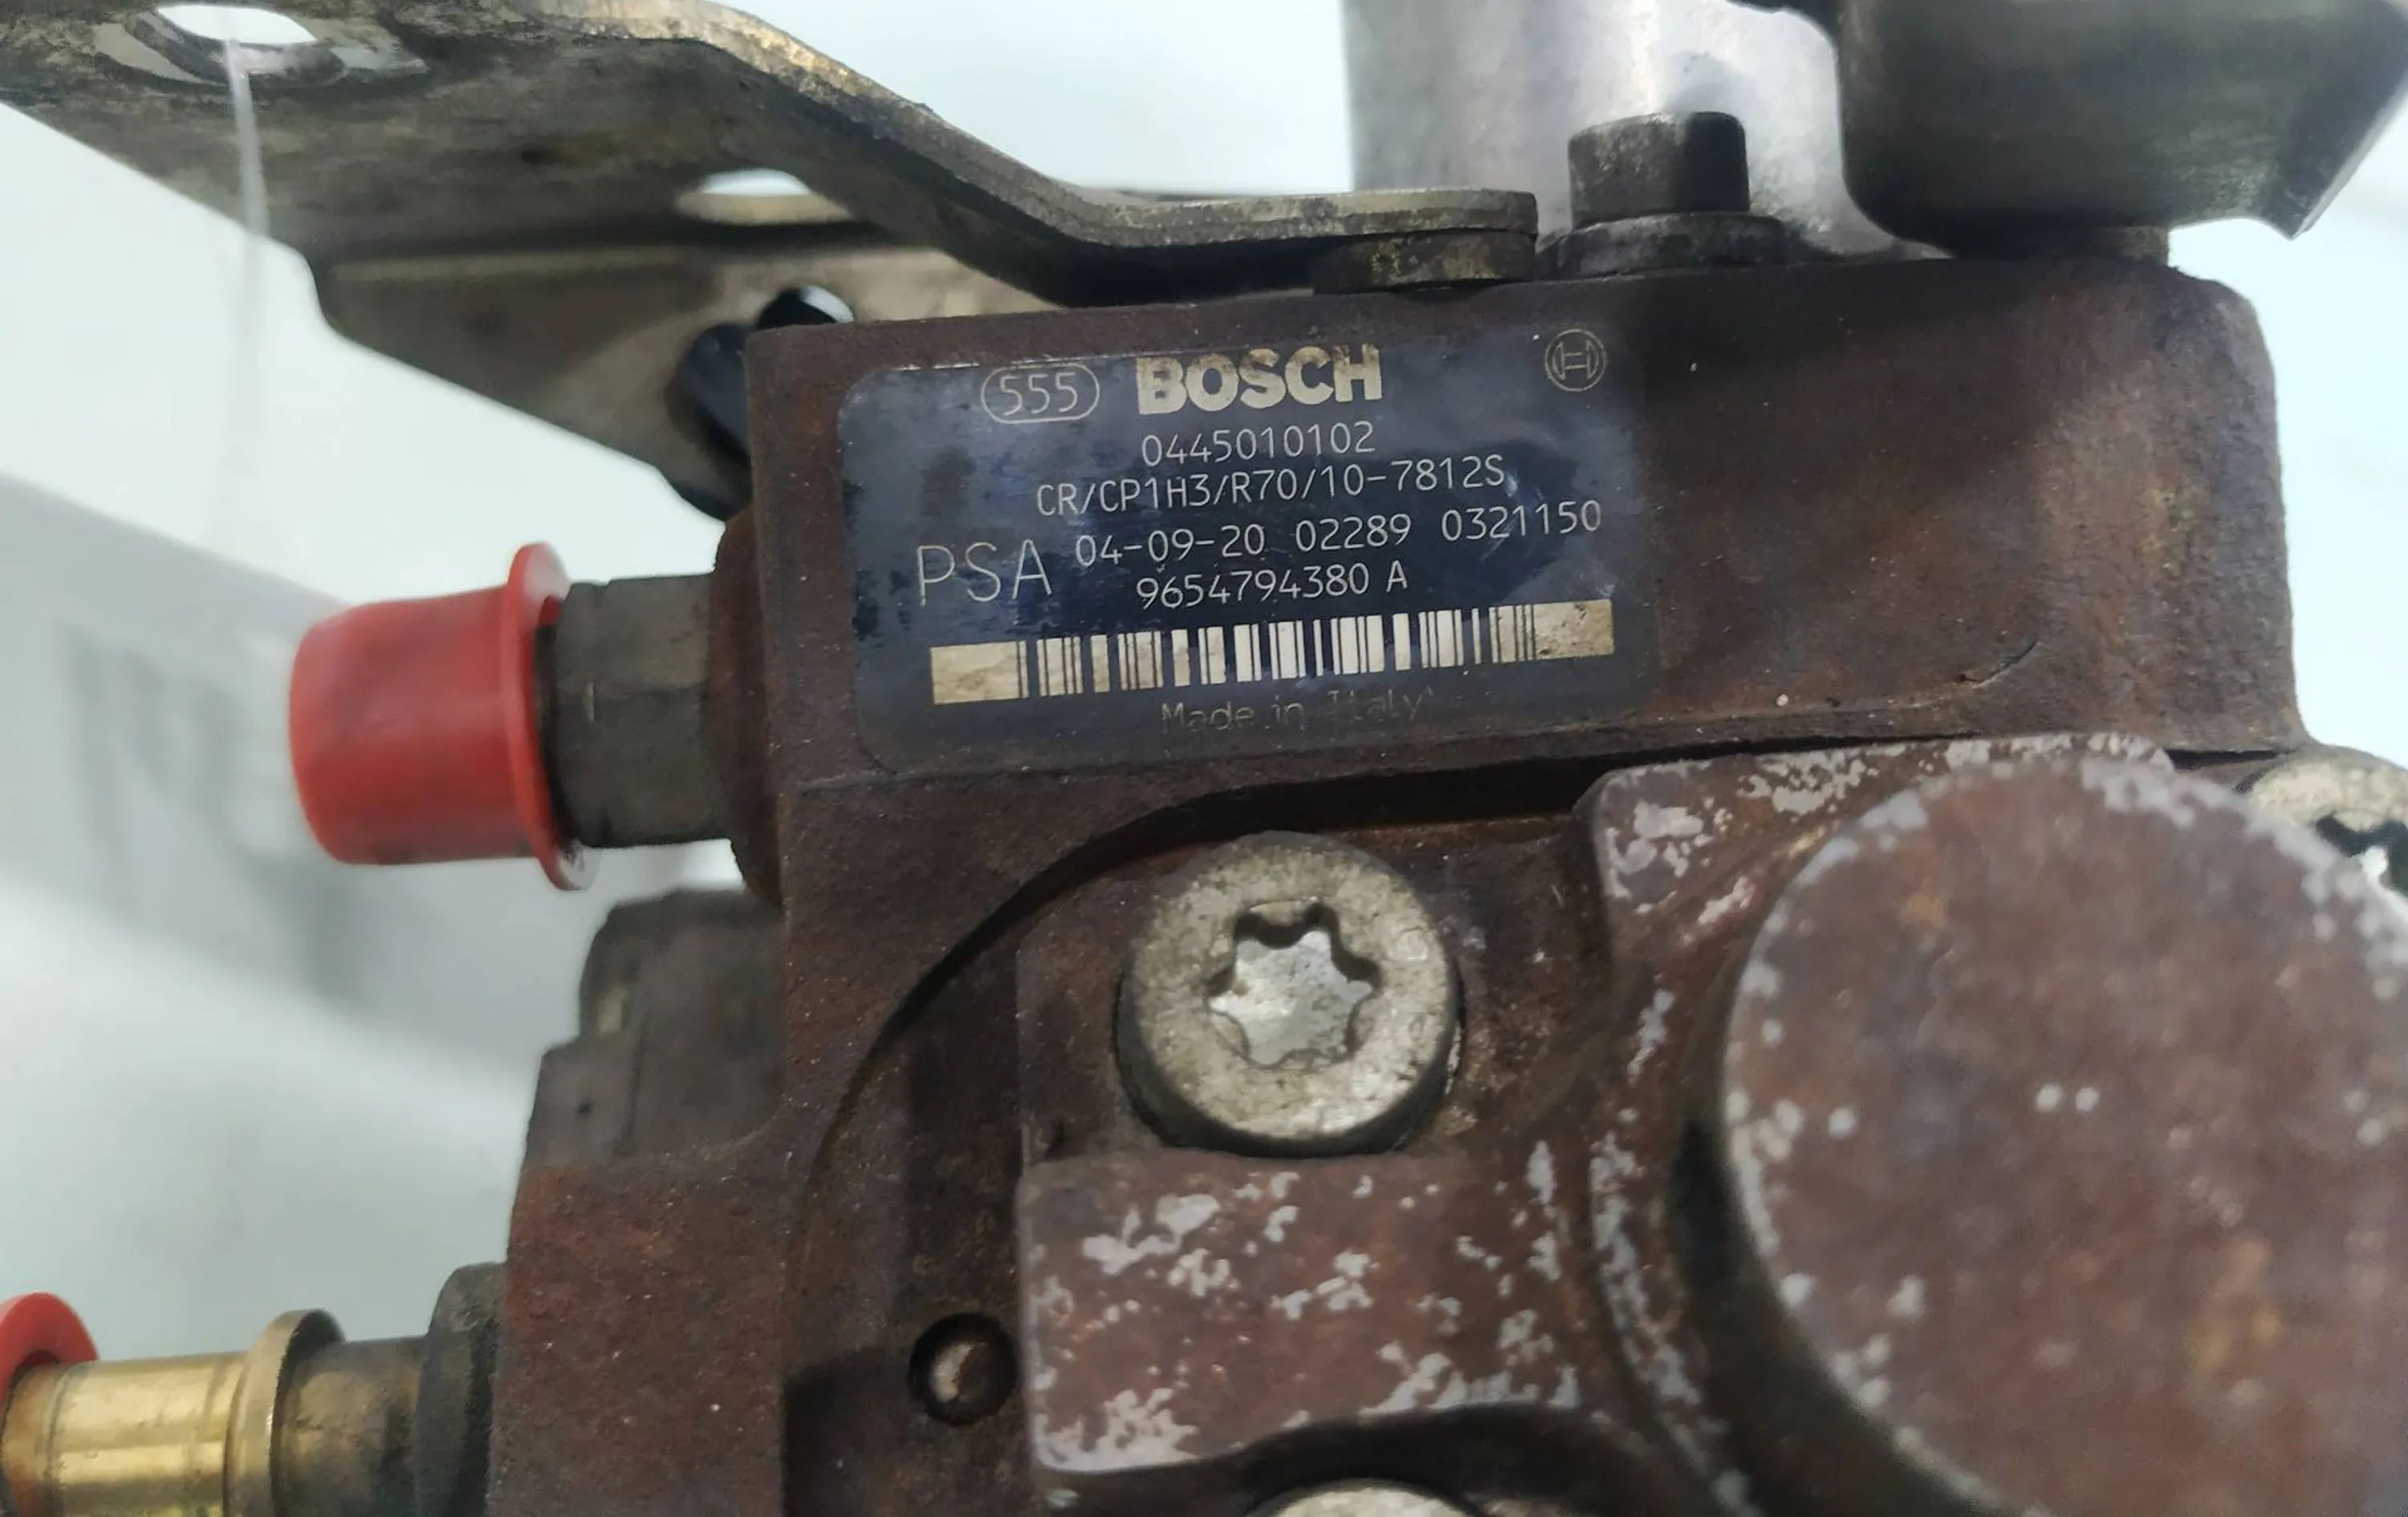 555 BOSCH
0445010102
CR/CP1H3/R70/10-7812S
PSA 04-09-20 02289 0321150
9654794380 A
Made in Italy